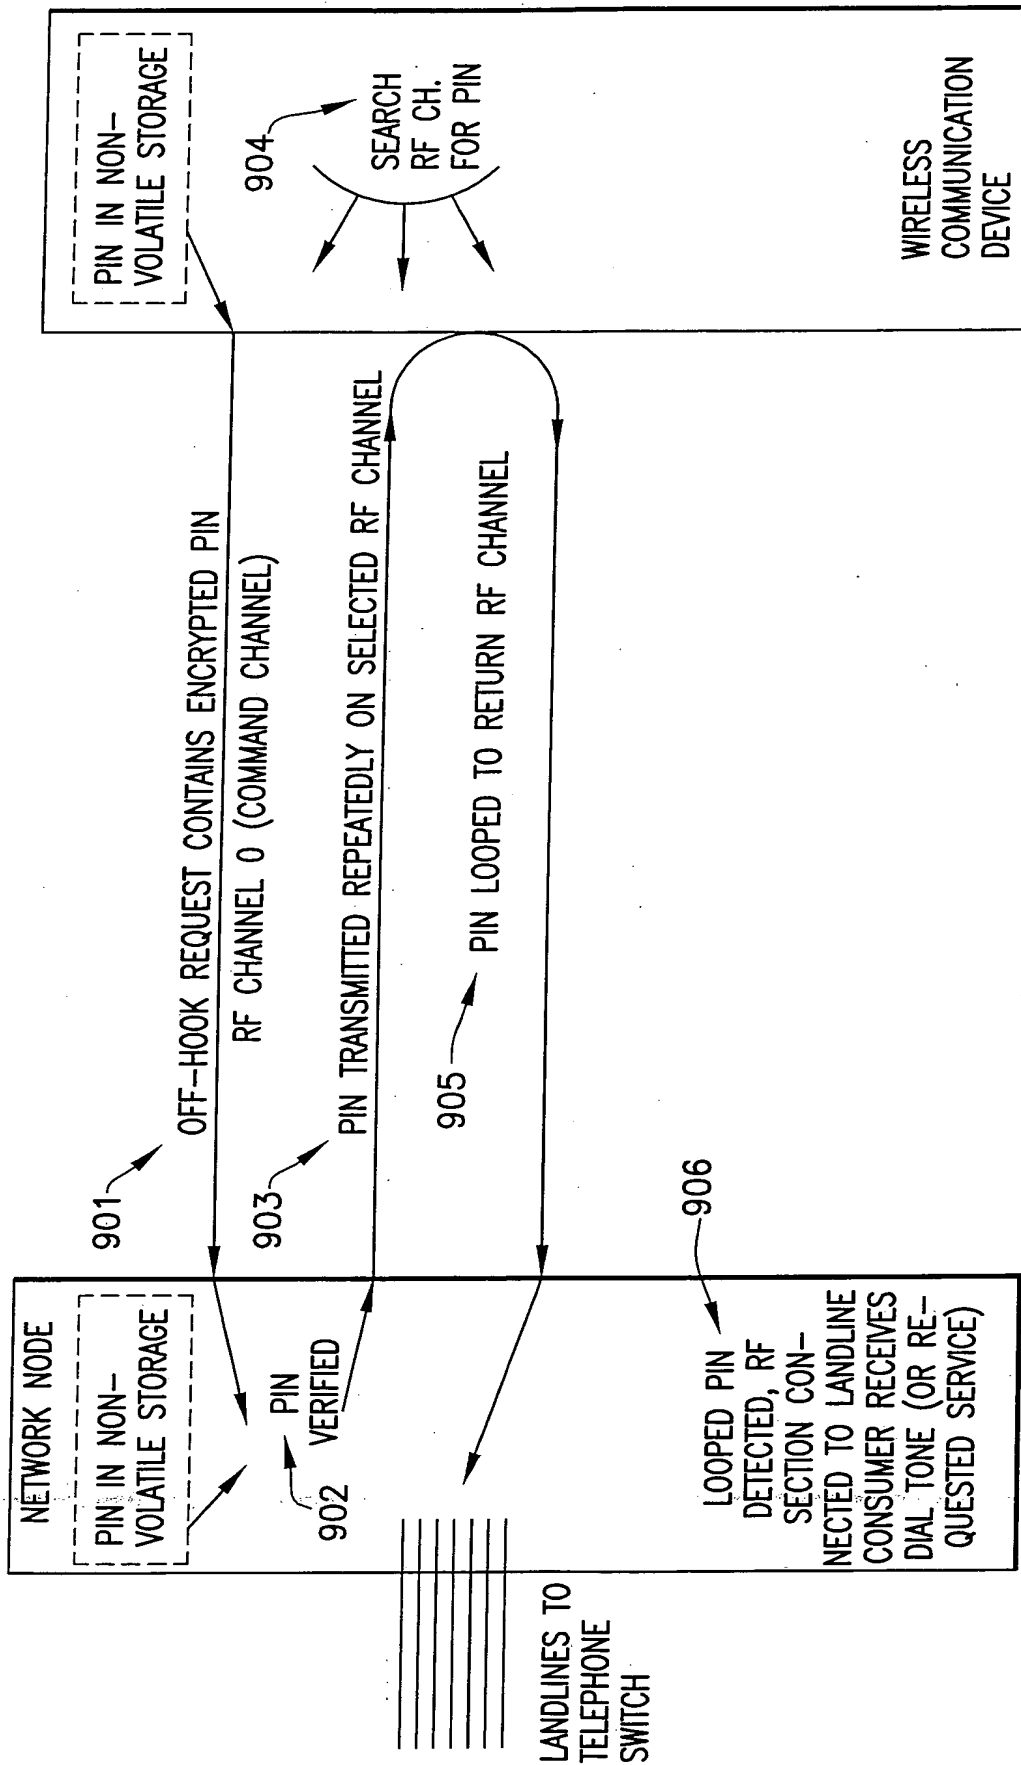 NETWORK NODE
PIN IN NON-
VOLATILE STORAGE
PIN
VERIFIED
902
LANDLINES TO
TELEPHONE
SWITCH
LOOPED PIN
DETECTED, RF
SECTION CON-
NECTED TO LANDLINE
CONSUMER RECEIVES
DIAL TONE (OR RE-
QUESTED SERVICE)
906
901
OFF-HOOK REQUEST CONTAINS ENCRYPTED PIN
RF CHANNEL 0 (COMMAND CHANNEL)
903
PIN TRANSMITTED REPEATEDLY ON SELECTED RF CHANNEL
905
PIN LOOPED TO RETURN RF CHANNEL
PIN IN NON-
VOLATILE STORAGE
904
SEARCH
RF CH.
FOR PIN
WIRELESS
COMMUNICATION
DEVICE